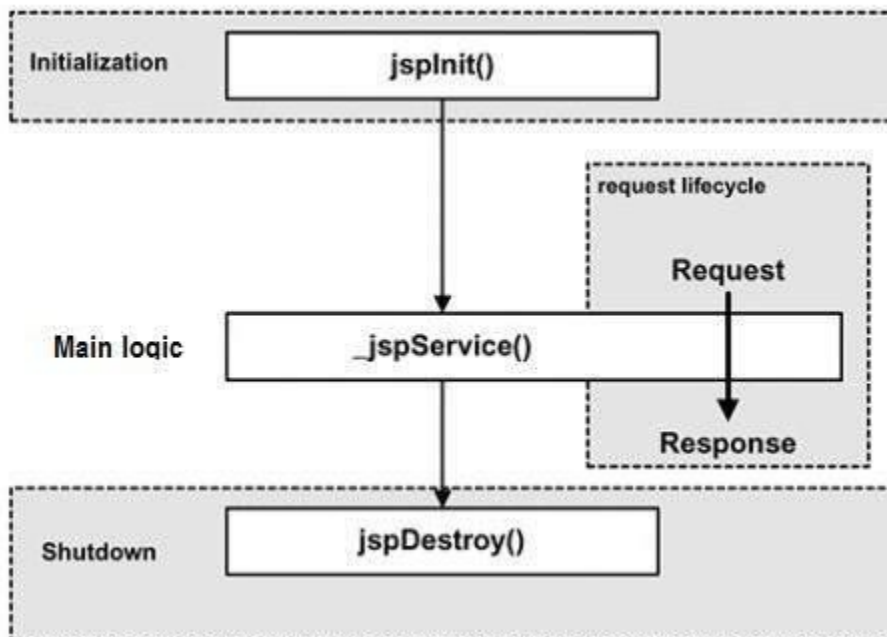 Initialization
jspInit()
request lifecycle
Request
Main logic
_jspService()
Response
jspDestroy()
Shutdown